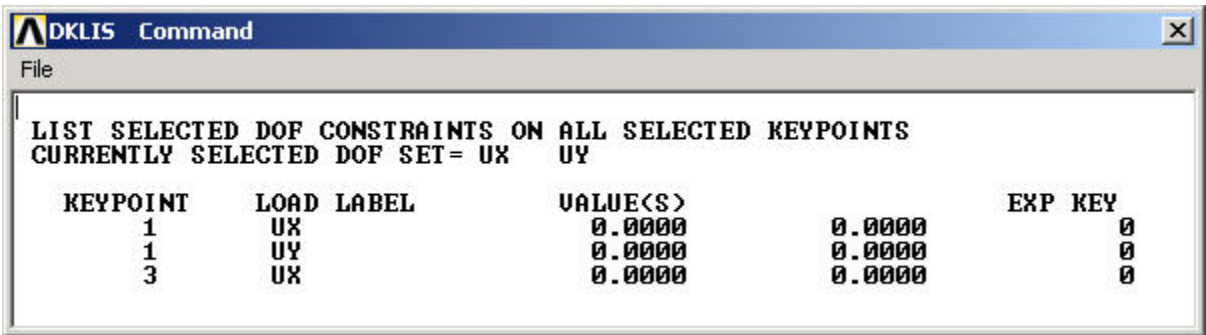 DKLIS Command
File
LIST SELECTED DOF CONSTRAINTS ON ALL SELECTED KEYPOINTS
CURRENTLY SELECTED DOF SET= UX UY
KEYPOINT LOAD LABEL VALUE(S) EXP KEY
1 UX 0.0000 0.0000 0
1 UY 0.0000 0.0000 0
3 UX 0.0000 0.0000 0